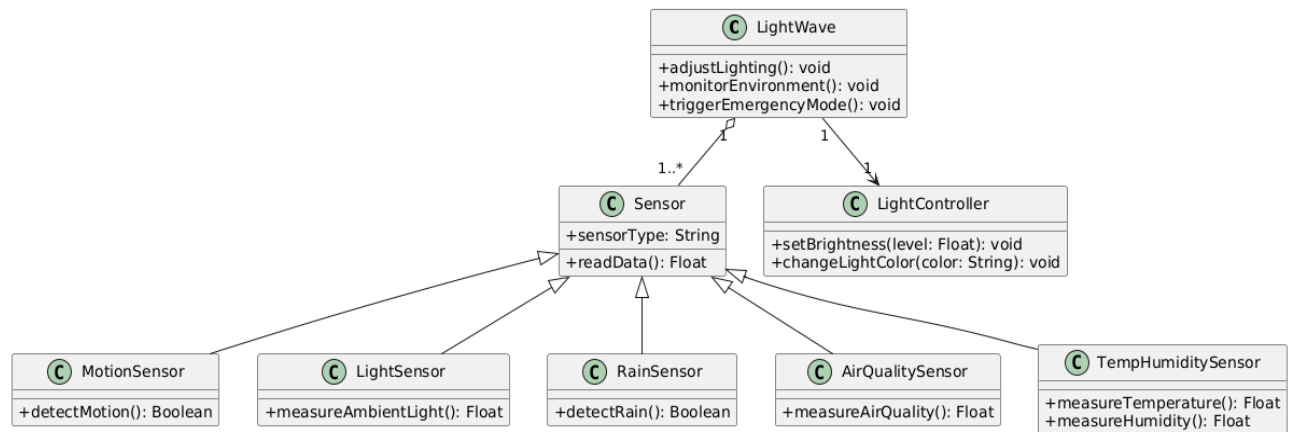 C LightWave
+adjustLighting(): void
+monitorEnvironment(): void
+triggerEmergencyMode(): void
1
1
1..*
1
C Sensor
+sensorType: String
+readData(): Float
C LightController
+setBrightness(level: Float): void
+changeLightColor(color: String): void
C MotionSensor
+detectMotion(): Boolean
C LightSensor
+measureAmbientLight(): Float
C RainSensor
+detectRain(): Boolean
C AirQualitySensor
+measureAirQuality(): Float
C TempHumiditySensor
+measureTemperature(): Float
+measureHumidity(): Float